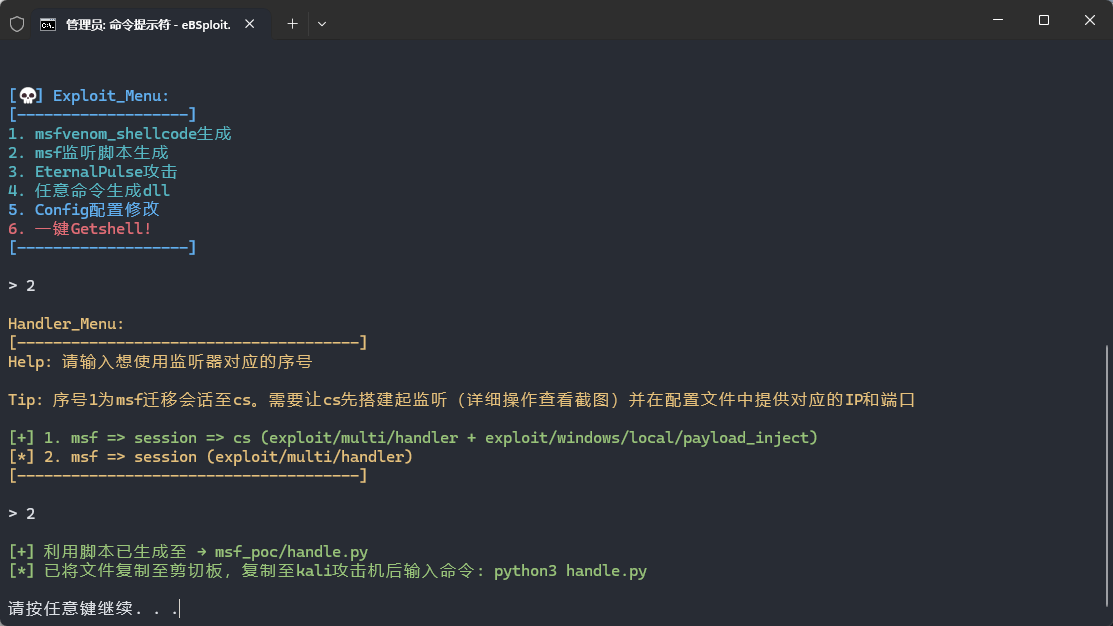 管理员: 命令提示符 - eBSploit.
[💀] Exploit_Menu:
[-------------------]
1. msfvenom_shellcode生成
2. msf监听脚本生成
3. EternalPulse攻击
4. 任意命令生成dll
5. Config配置修改
6. 一键Getshell!
[-------------------]
> 2
Handler_Menu:
[--------------------------------------]
Help: 请输入想使用监听器对应的序号
Tip: 序号1为msf迁移会话至cs。需要让cs先搭建起监听（详细操作查看截图）并在配置文件中提供对应的IP和端口
[+] 1. msf => session => cs (exploit/multi/handler + exploit/windows/local/payload_inject)
[*] 2. msf => session (exploit/multi/handler)
[--------------------------------------]
> 2
[+] 利用脚本已生成至 → msf_poc/handle.py
[*] 已将文件复制至剪切板，复制至kali攻击机后输入命令: python3 handle.py
请按任意键继续. . .